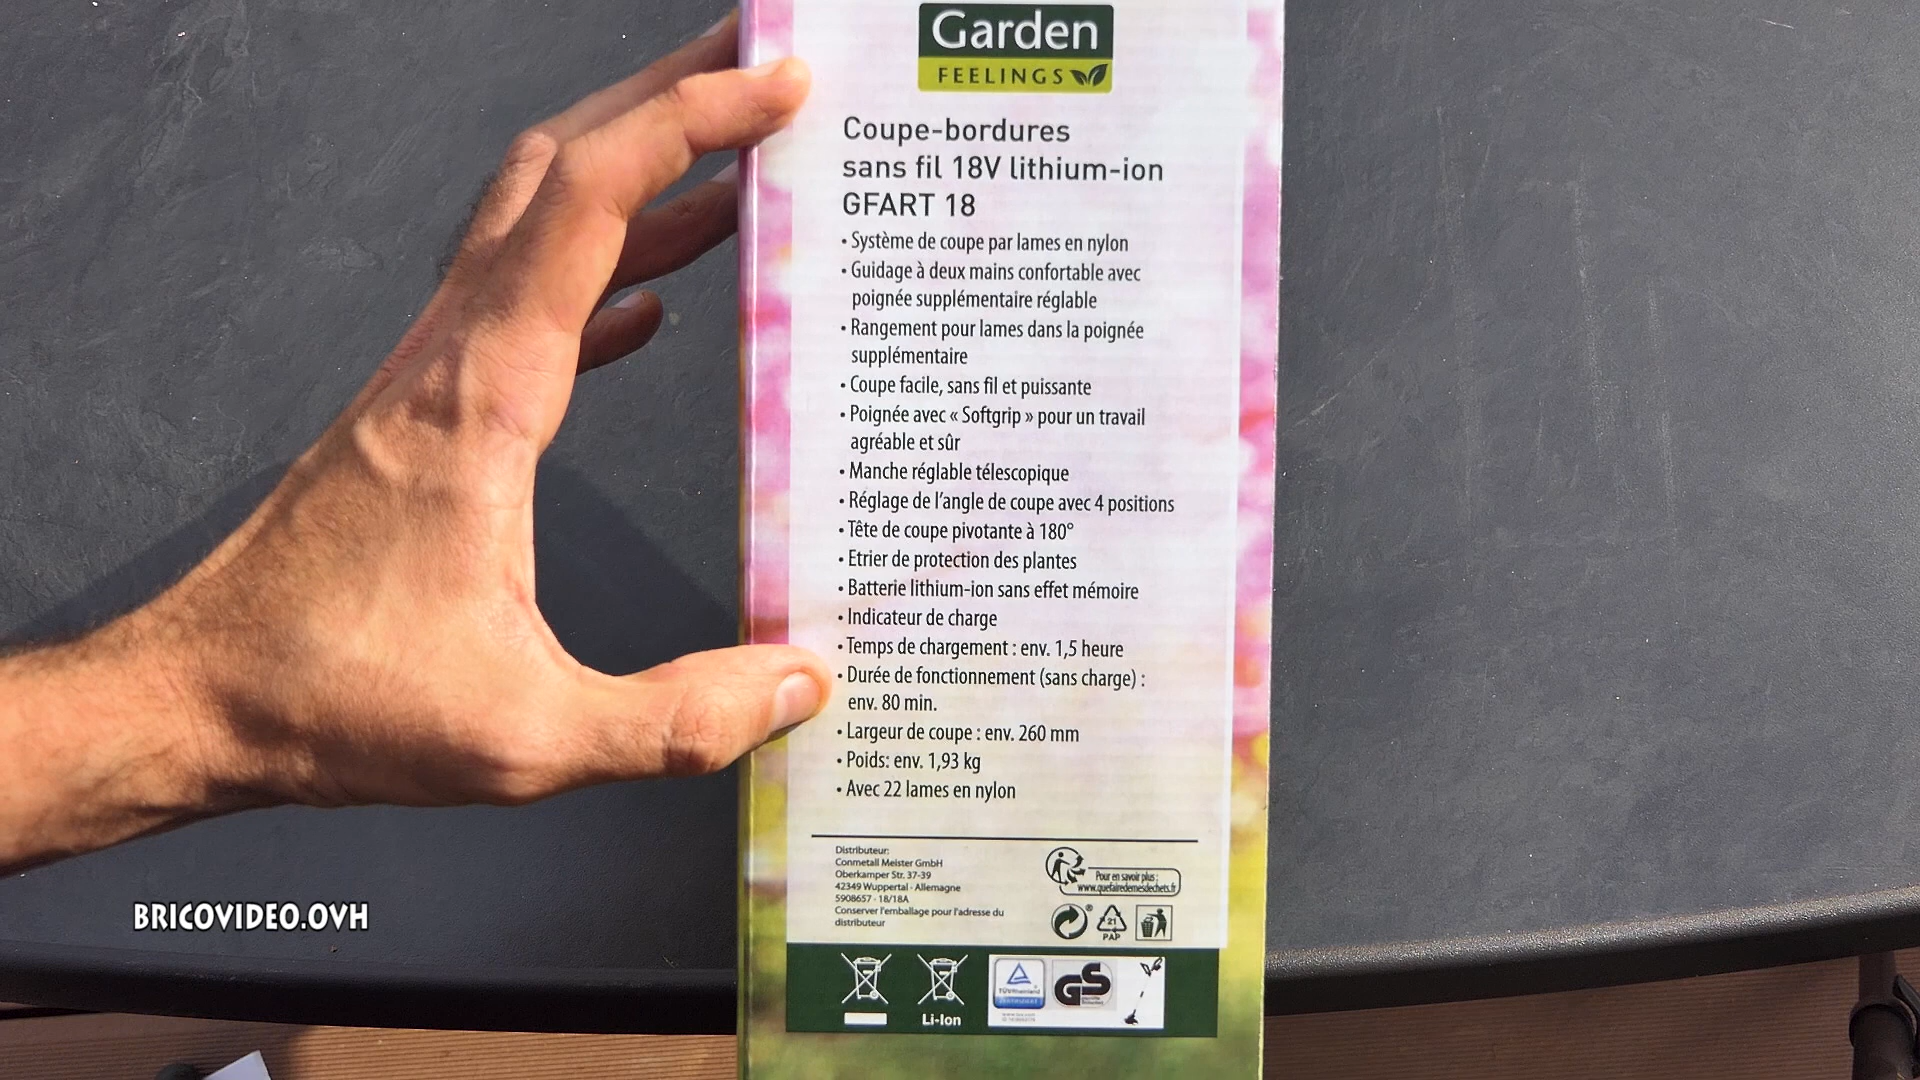 Garden
FEELINGS
Coupe-bordures
sans fil 18V lithium-ion
GFART 18
• Système de coupe par lames en nylon
• Guidage à deux mains confortable avec
poignée supplémentaire réglable
• Rangement pour lames dans la poignée
supplémentaire
• Coupe facile, sans fil et puissante
• Poignée avec « Softgrip » pour un travail
agréable et sûr
• Manche réglable télescopique
• Réglage de l'angle de coupe avec 4 positions
• Tête de coupe pivotante à 180°
• Etrier de protection des plantes
• Batterie lithium-ion sans effet mémoire
• Indicateur de charge
• Temps de chargement : env. 1,5 heure
• Durée de fonctionnement (sans charge) :
env. 80 min.
• Largeur de coupe : env. 260 mm
• Poids: env. 1,93 kg
• Avec 22 lames en nylon
Distributeur:
Conmetall Meister GmbH
Oberkamper Str. 37-39
42349 Wuppertal - Allemagne
5908657 - 18/18A
Conserver l'emballage pour l'adresse du
distributeur
Pour en savoir plus :
www.quefairedemesdechets.fr
21
PAP
BRICOVIDEO.OVH
Li-Ion
TÜVRheinland
GS